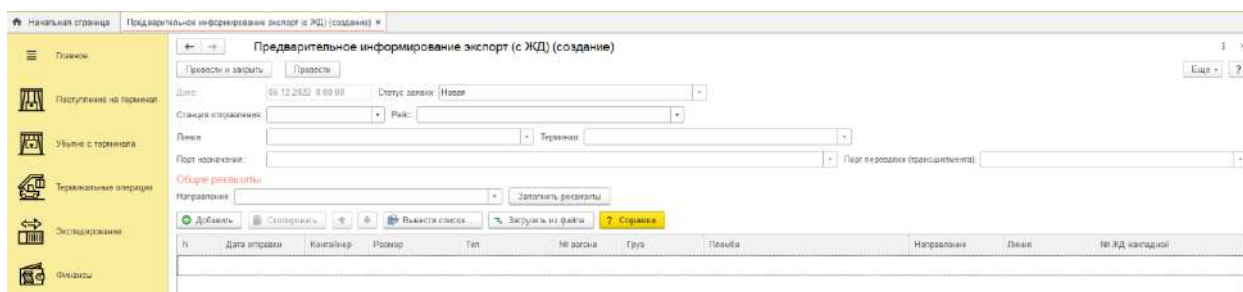 Начальная страница
Предварительное информирование экспорт (с ЖД) (создание) ×
Главное
Поступление на терминал
Убытие с терминала
Терминальные операции
Экспедирование
Финансы
Предварительное информирование экспорт (с ЖД) (создание)
Провести и закрыть Провести Еще ?
Дата: 06.12.2022 0:00:00 Статус заявки: Новая
Станция отправления: Рейс:
Линия: Терминал:
Порт назначения: Порт перевалки (трансшипмента):
Общие реквизиты
Направление: Заполнить реквизиты
Добавить Скопировать Вывести список... Загрузить из файла ? Справка
N Дата отправки Контейнер Размер Тип № вагона Груз Пломба Направление Линия № ЖД накладной